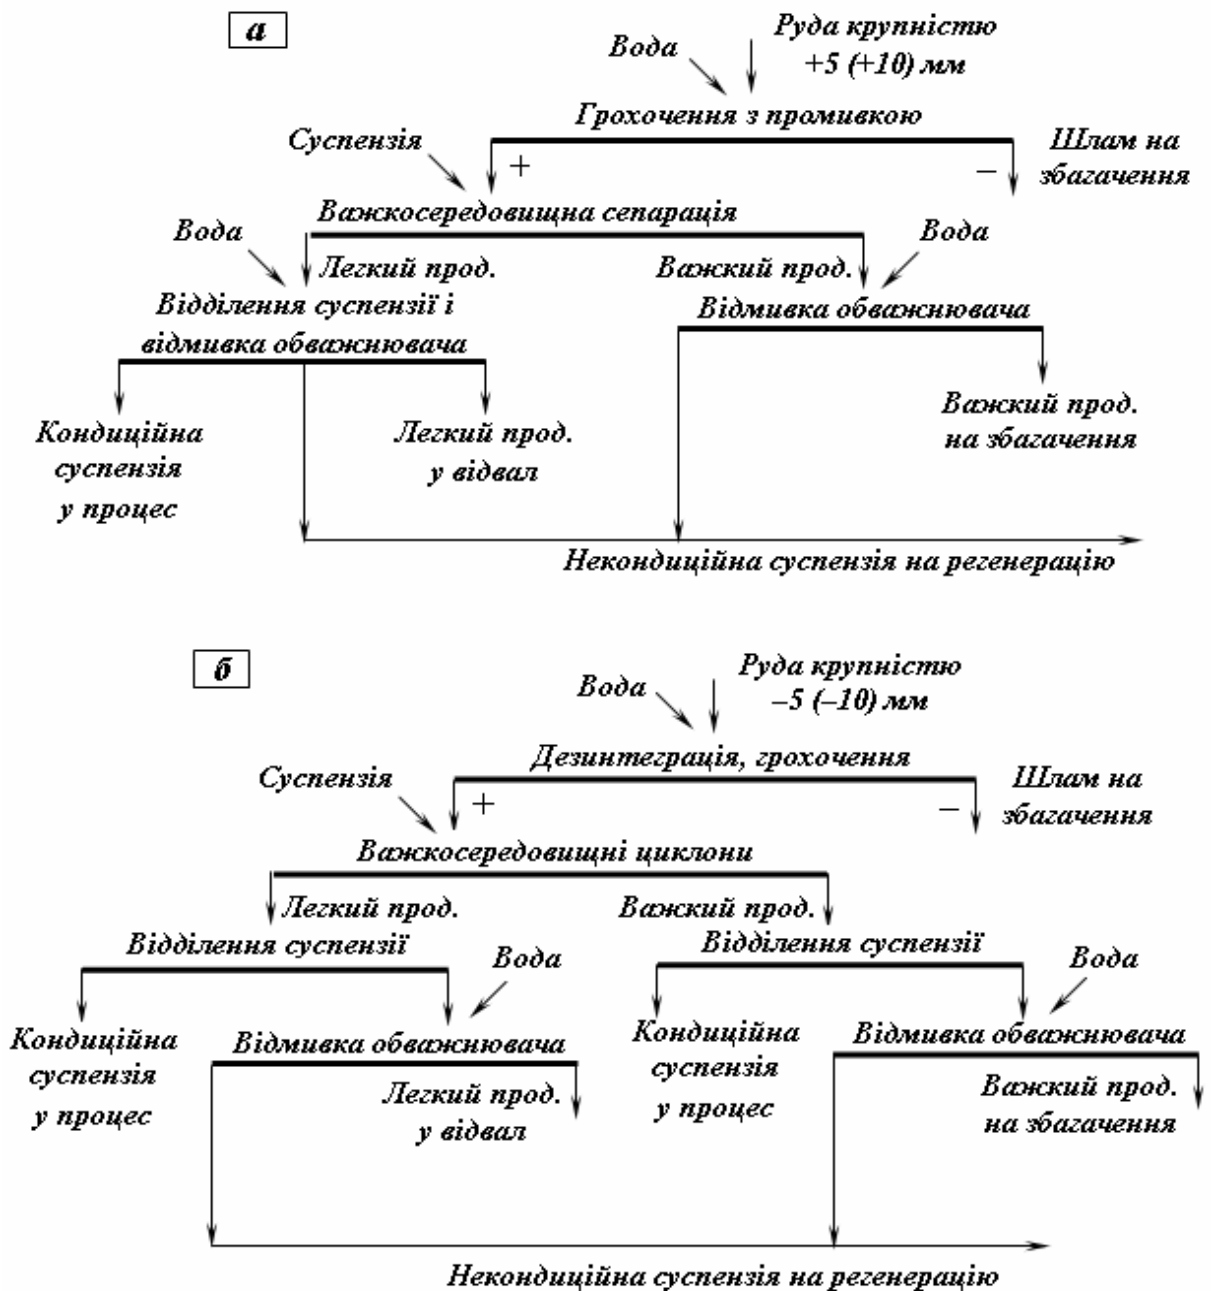 а
Руда крупністю
+5 (+10) мм
Вода
Грохочення з промивкою
Суспензія
+
–
Шлам на
збагачення
Важкосередовищна сепарація
Вода
Вода
Легкий прод.
Важкий прод.
Відділення суспензії і
відмивка обважнювача
Відмивка обважнювача
Кондиційна
суспензія
у процес
Легкий прод.
у відвал
Важкий прод.
на збагачення
Некондиційна суспензія на регенерацію
б
Руда крупністю
–5 (–10) мм
Вода
Дезинтеграція, грохочення
Суспензія
+
–
Шлам на
збагачення
Важкосередовищні циклони
Легкий прод.
Важкий прод.
Відділення суспензії
Відділення суспензії
Вода
Вода
Кондиційна
суспензія
у процес
Відмивка обважнювача
Легкий прод.
у відвал
Кондиційна
суспензія
у процес
Відмивка обважнювача
Важкий прод.
на збагачення
Некондиційна суспензія на регенерацію